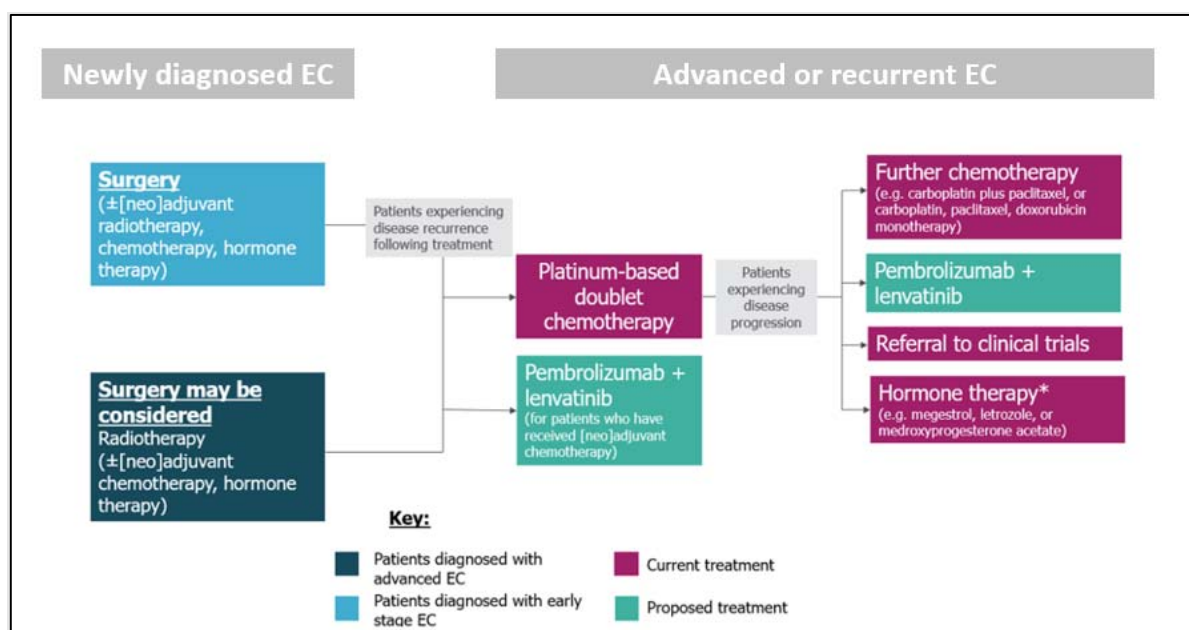 Newly diagnosed EC
Advanced or recurrent EC
Surgery
(±[neo]adjuvant
radiotherapy,
chemotherapy, hormone
therapy)
Patients experiencing
disease recurrence
following treatment
Surgery may be
considered
Radiotherapy
(±[neo]adjuvant
chemotherapy, hormone
therapy)
Platinum-based
doublet
chemotherapy
Pembrolizumab +
lenvatinib
(for patients who have
received [neo]adjuvant
chemotherapy)
Patients
experiencing
disease
progression
Further chemotherapy
(e.g. carboplatin plus paclitaxel, or
carboplatin, paclitaxel, doxorubicin
monotherapy)
Pembrolizumab +
lenvatinib
Referral to clinical trials
Hormone therapy*
(e.g. megestrol, letrozole, or
medroxyprogesterone acetate)
Key:
Patients diagnosed with
advanced EC
Patients diagnosed with early
stage EC
Current treatment
Proposed treatment